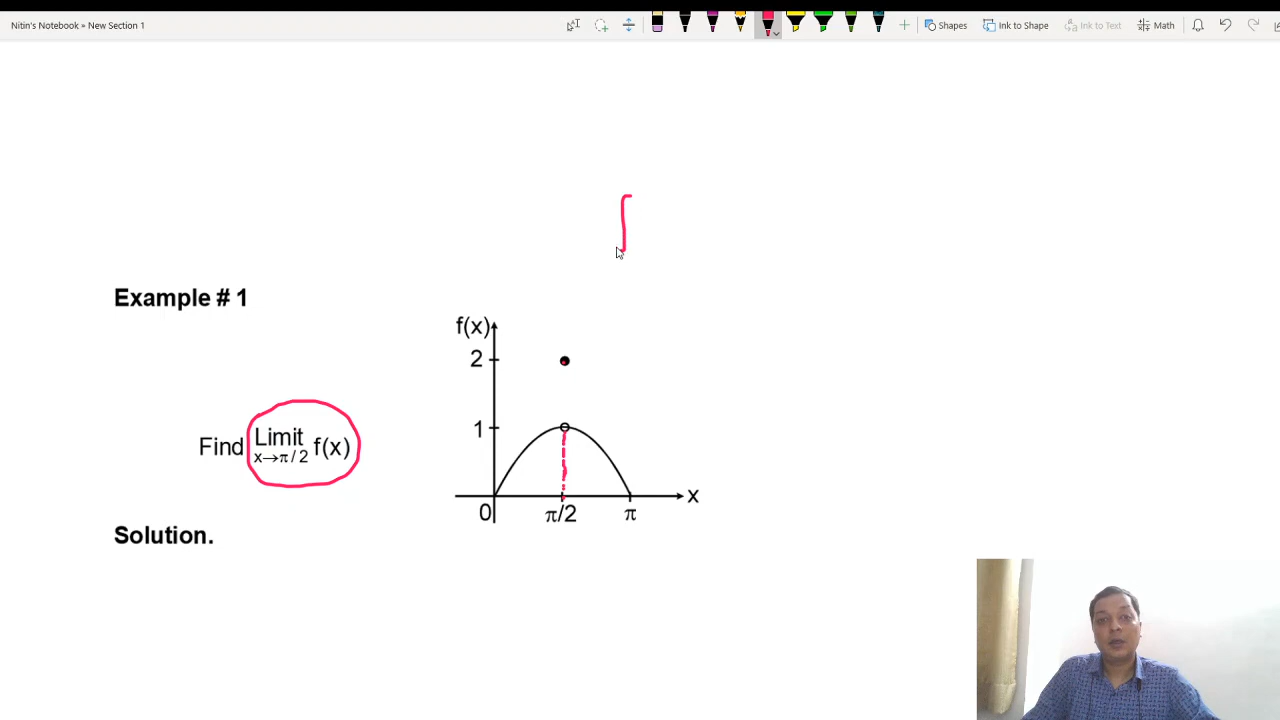 Nitin's Notebook » New Section 1
Shapes
Ink to Shape
Ink to Text
Math
Example # 1
f(x)
2
1
0
π/2
π
x
Find Limit f(x)
x→π/2
Solution.